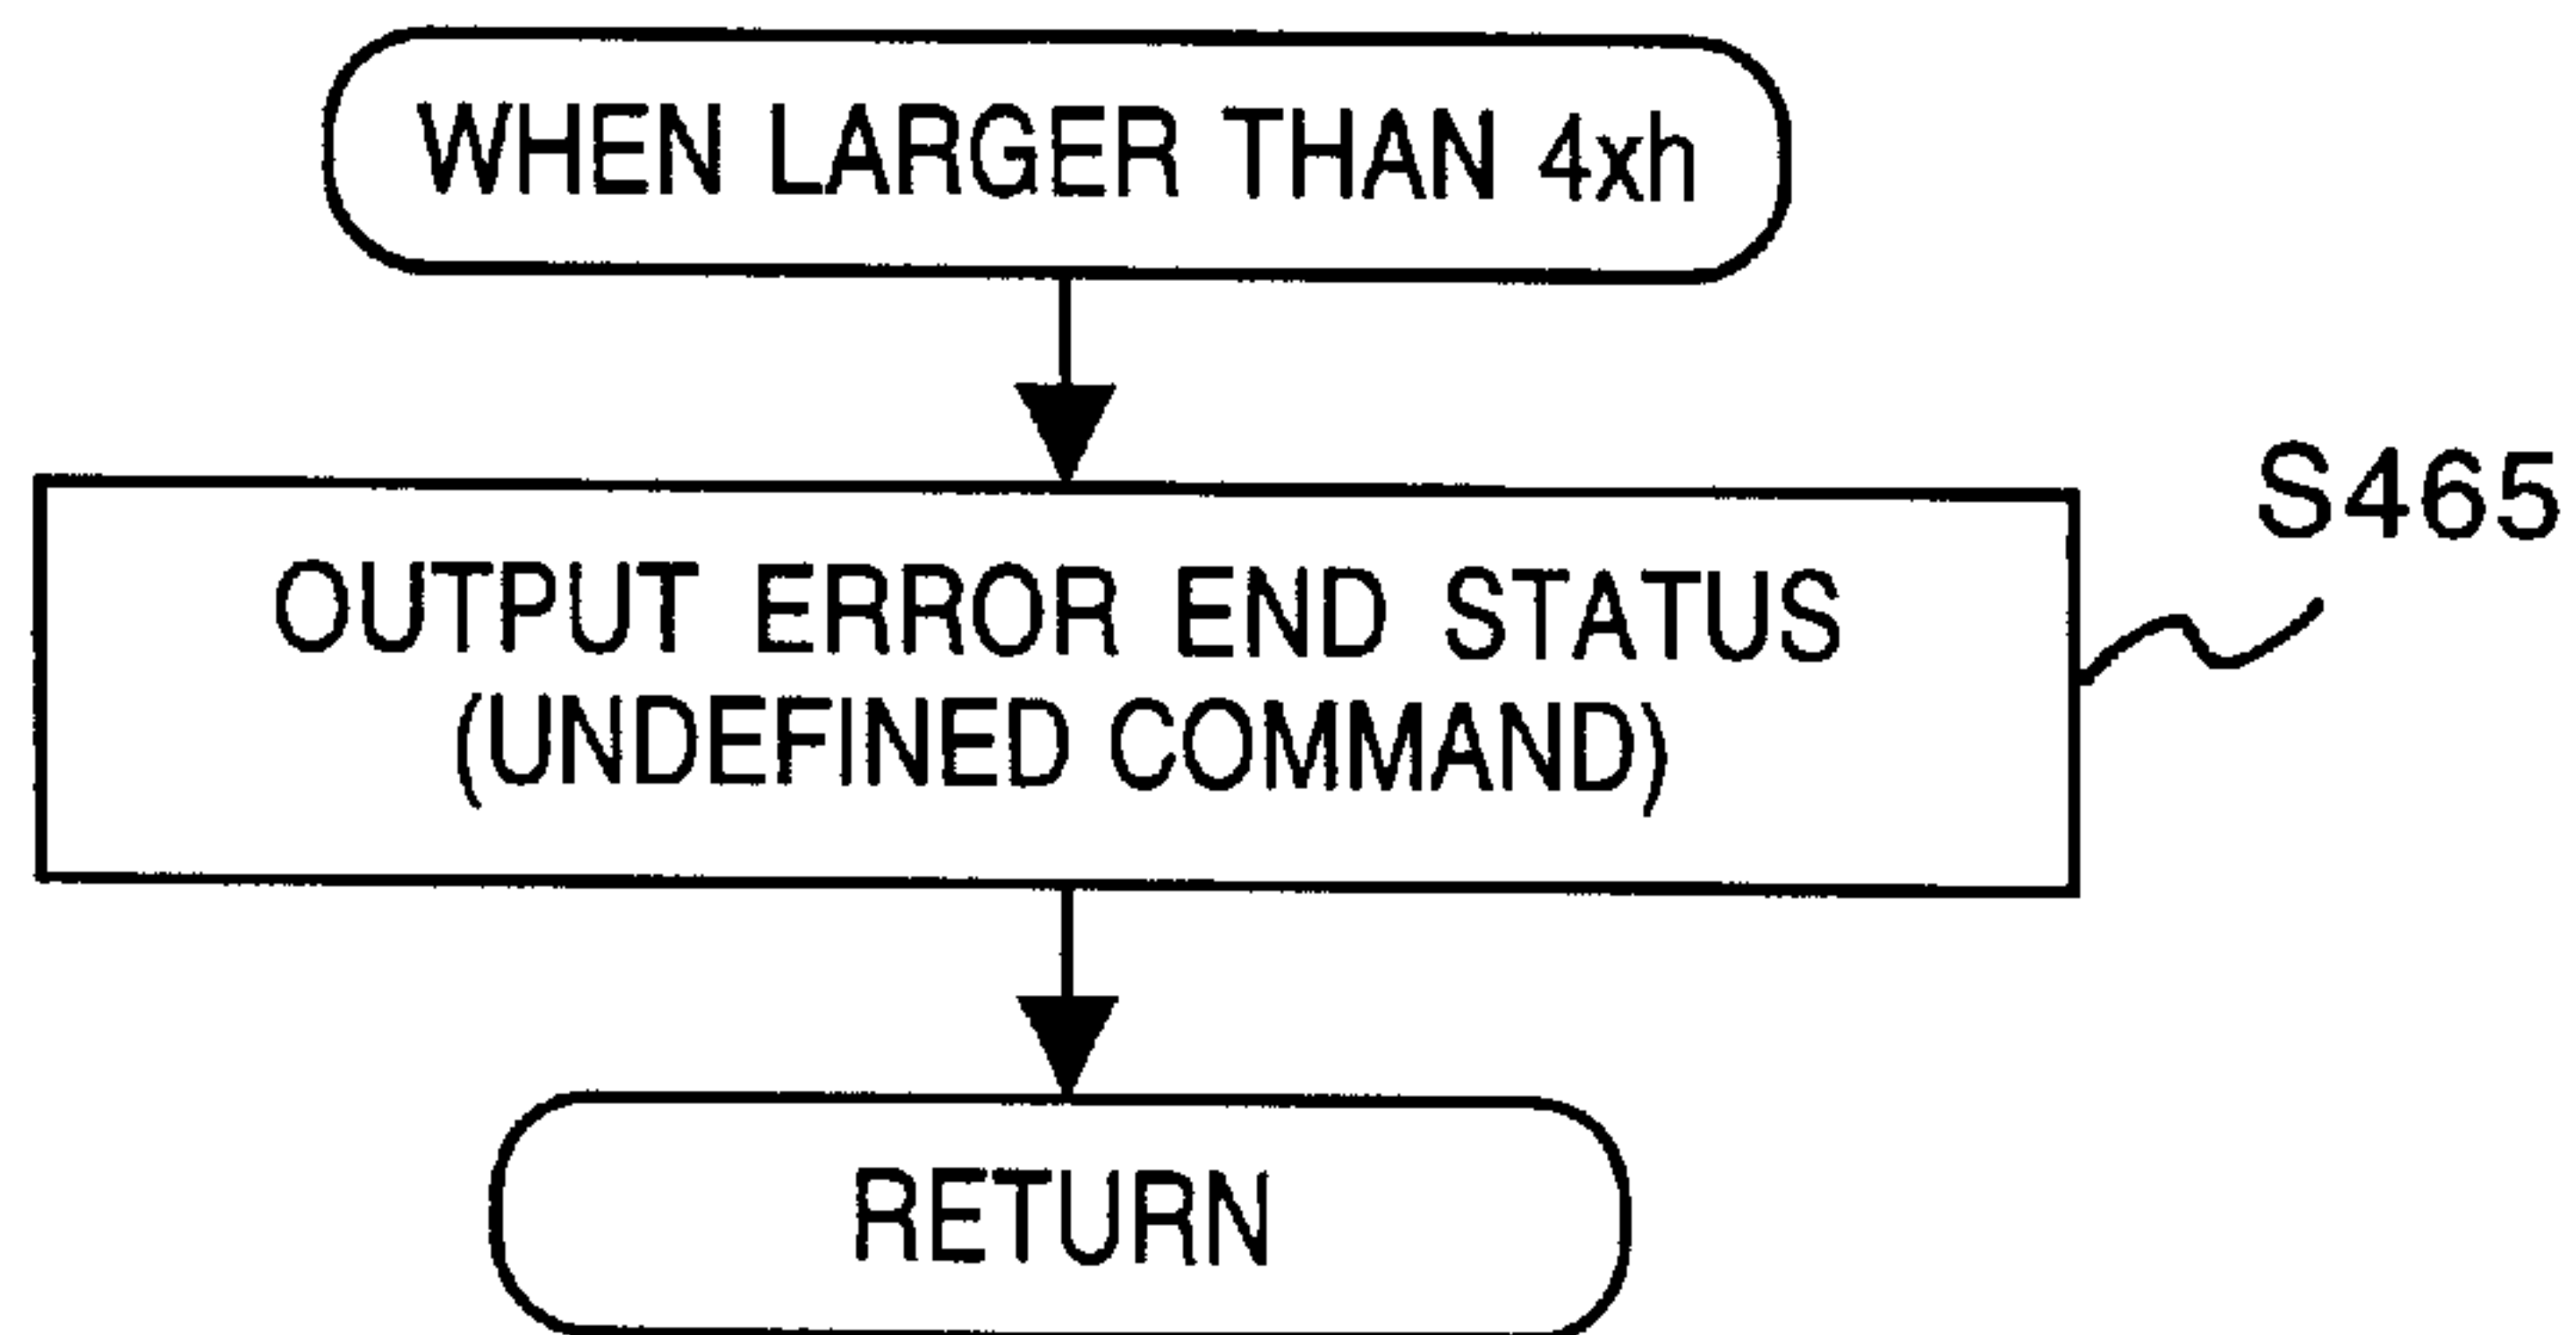 WHEN LARGER THAN 4xh
S465
OUTPUT ERROR END STATUS
(UNDEFINED COMMAND)
RETURN